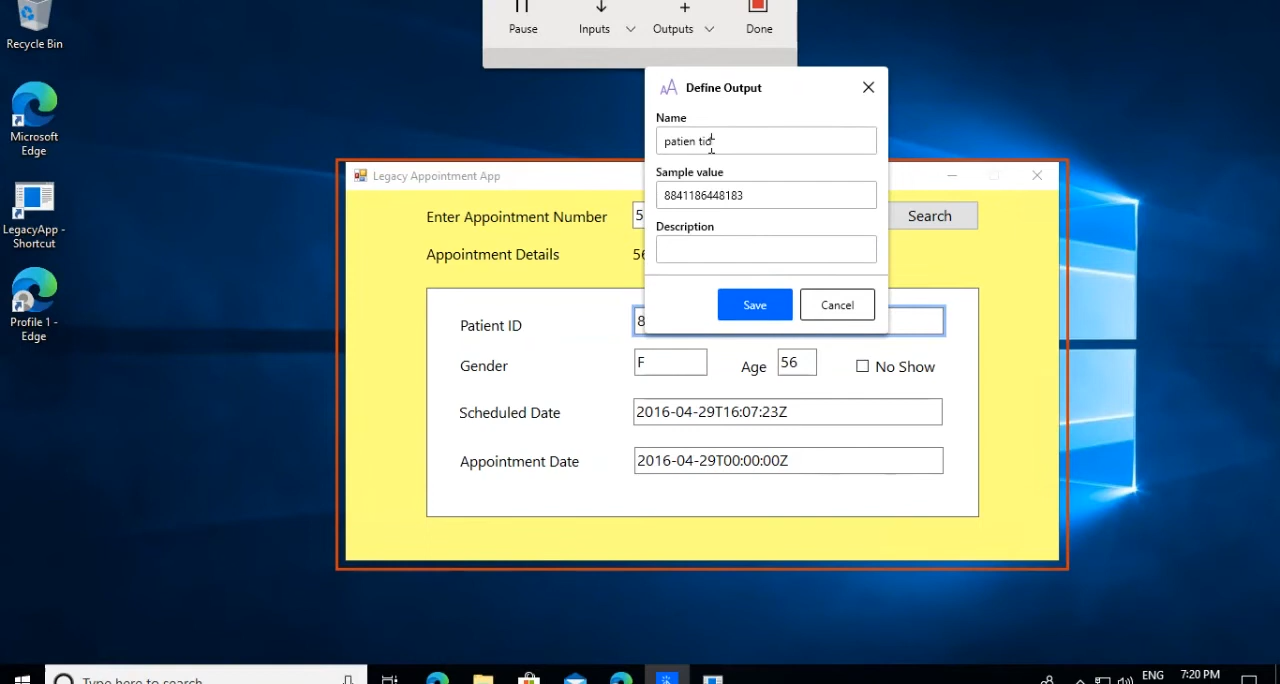 Recycle Bin
Microsoft
Edge
LegacyApp -
Shortcut
Profile 1 -
Edge
Pause
Inputs
Outputs
Done
Define Output
Name
patien tid
Sample value
8841186448183
Description
Save
Cancel
Legacy Appointment App
Enter Appointment Number
5
Search
Appointment Details
56
Patient ID
8
Gender
F
Age
56
No Show
Scheduled Date
2016-04-29T16:07:23Z
Appointment Date
2016-04-29T00:00:00Z
Type here to search
ENG
7:20 PM